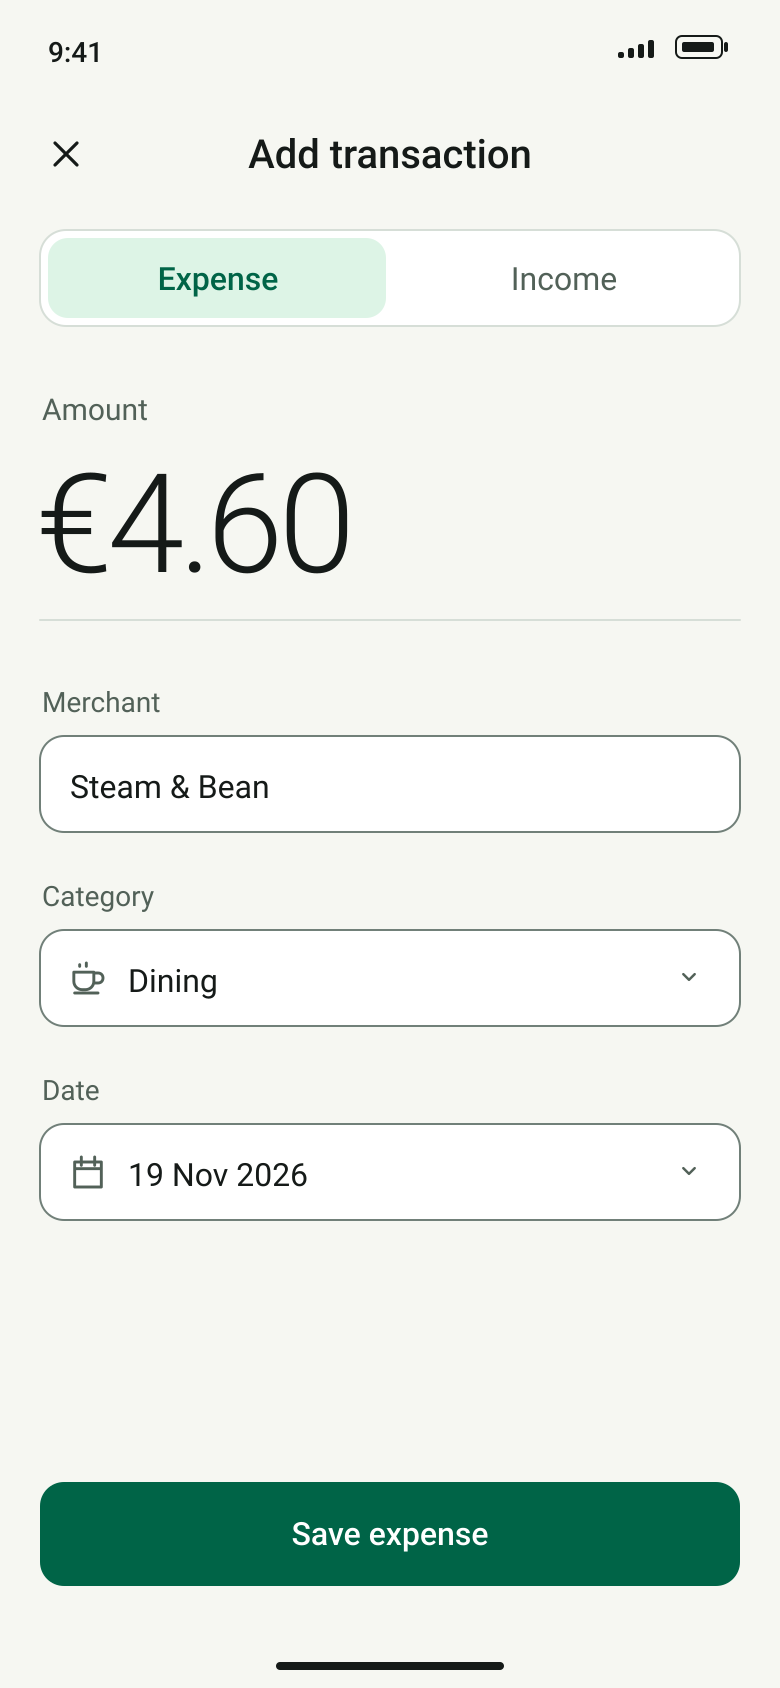 9:41
Add transaction
Expense
Income
Amount
€4.60
Merchant
Steam & Bean
Category
Dining
Date
19 Nov 2026
Save expense